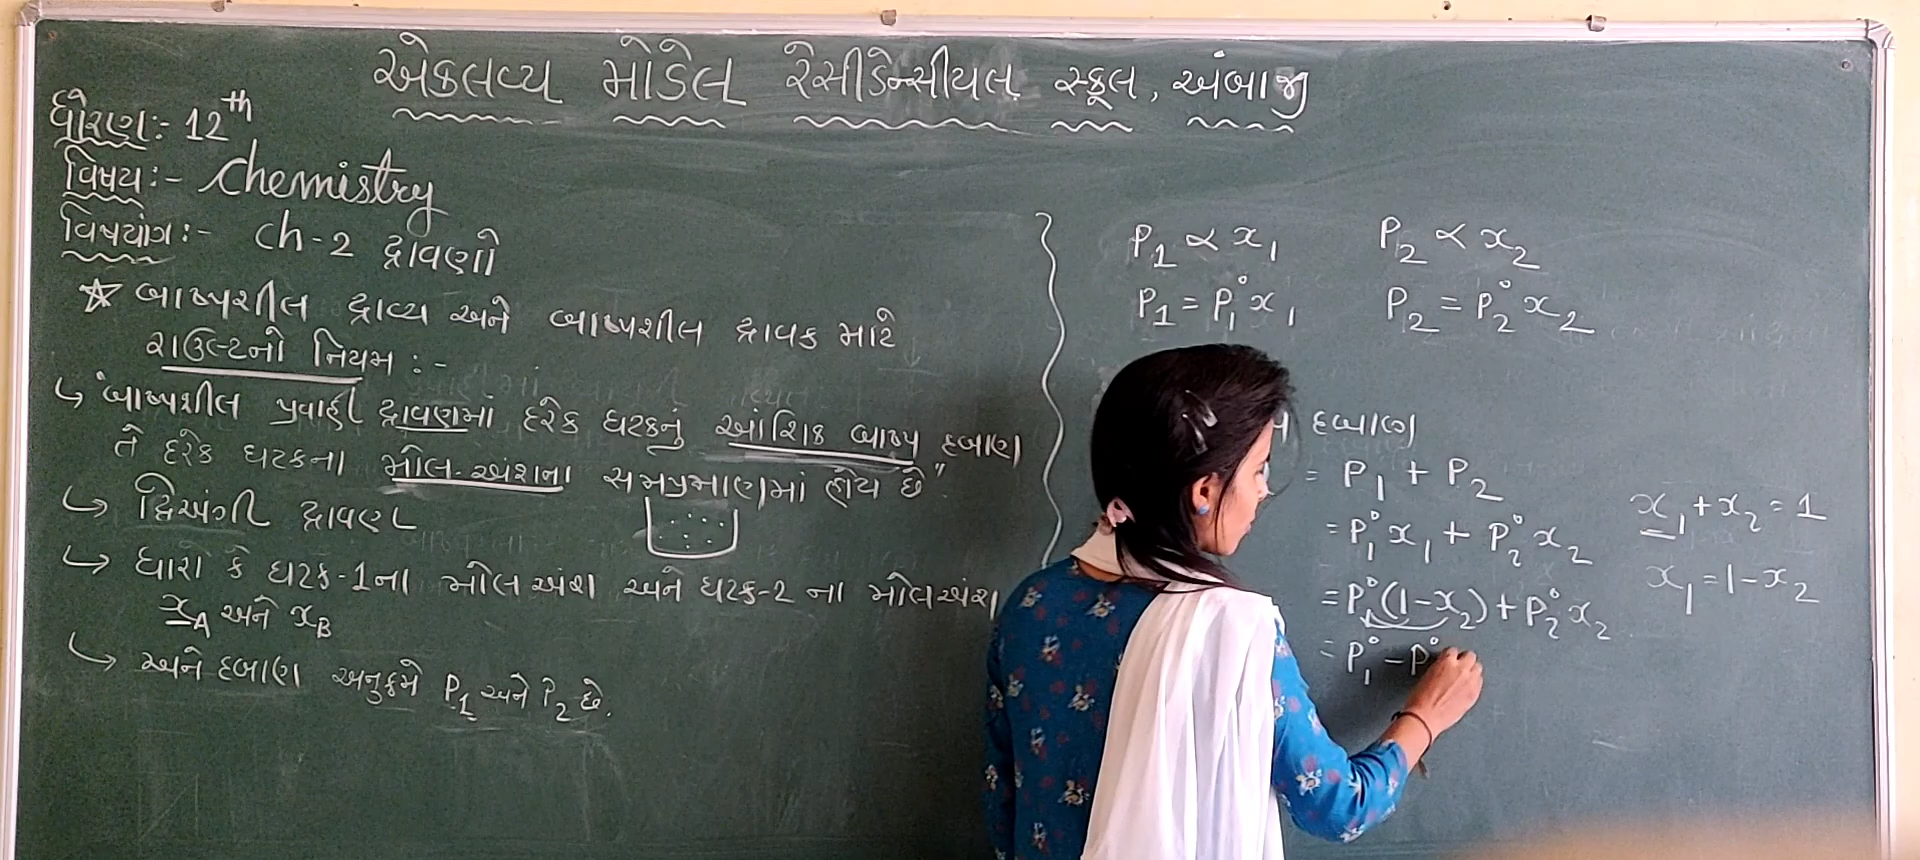 એકલવ્ય મોડેલ રેસીડેન્સીયલ સ્કૂલ, અંબાજી
ધોરણ:- 12th
વિષય:- Chemistry
વિષયાંગ:- ch-2 દ્રાવણો
☆ બાષ્પશીલ દ્રાવ્ય અને બાષ્પશીલ દ્રાવક માટે
રાઉલ્ટનો નિયમ :-
↳ "બાષ્પશીલ પ્રવાહી દ્રાવણમાં દરેક ઘટકનું આંશિક બાષ્પ દબાણ
તે દરેક ઘટકના મોલ-અંશના સમપ્રમાણમાં હોય છે".
↳ દ્વિઅંગી દ્રાવણ
↳ ધારો કે ઘટક-1ના મોલઅંશ અને ઘટક-2 ના મોલઅંશ
x_A અને x_B
↳ અને દબાણ અનુક્રમે P₁ અને P₂ છે.
P₁ ∝ x₁ P₂ ∝ x₂
P₁ = P₁° x₁ P₂ = P₂° x₂
દબાણ
= P₁ + P₂
= P₁° x₁ + P₂° x₂ x₁ + x₂ = 1
= P₁° (1 - x₂) + P₂° x₂ x₁ = 1 - x₂
= P₁° - P°